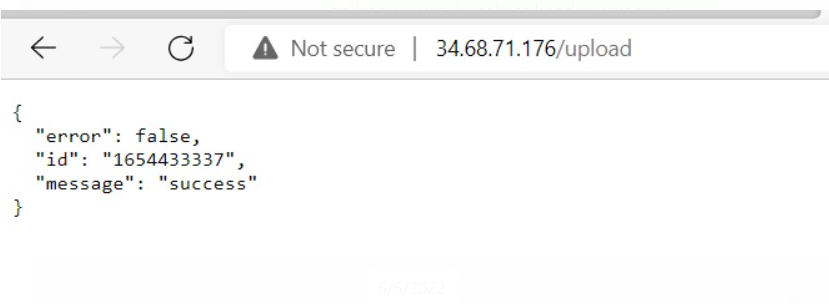 Not secure | 34.68.71.176/upload
{
"error": false,
"id": "1654433337",
"message": "success"
}
6/6/2022